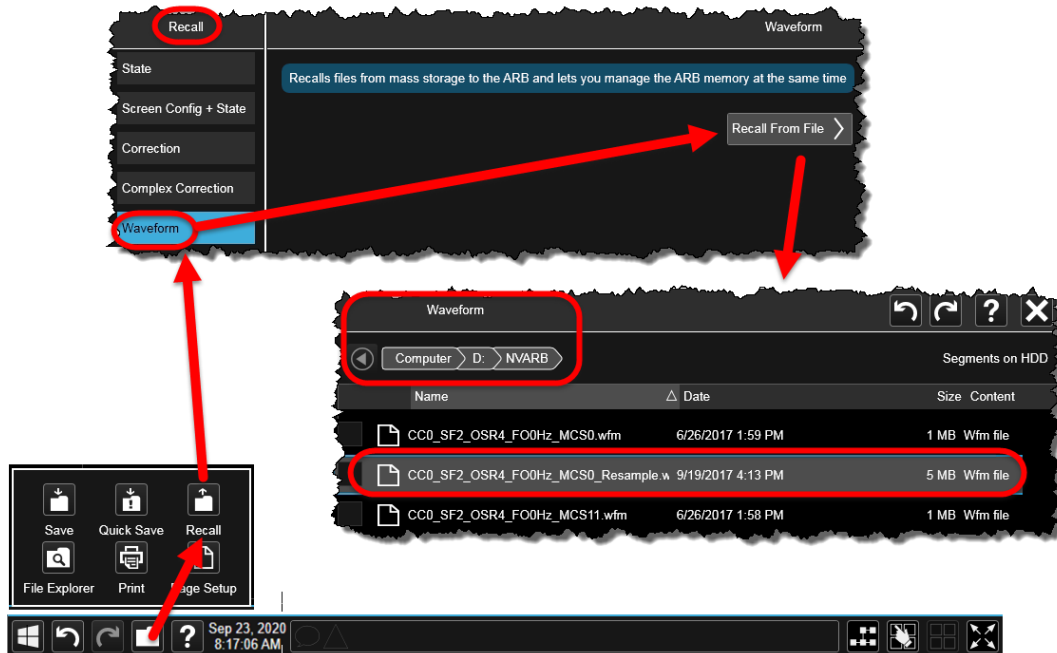 Recall
Waveform
State
Recalls files from mass storage to the ARB and lets you manage the ARB memory at the same time
Screen Config + State
Recall From File
Correction
Complex Correction
Waveform
Waveform
?
Computer D: NVARB
Segments on HDD
Name Date Size Content
CC0_SF2_OSR4_FO0Hz_MCS0.wfm 6/26/2017 1:59 PM 1 MB Wfm file
CC0_SF2_OSR4_FO0Hz_MCS0_Resample.w 9/19/2017 4:13 PM 5 MB Wfm file
CC0_SF2_OSR4_FO0Hz_MCS11.wfm 6/26/2017 1:58 PM 1 MB Wfm file
Save Quick Save Recall
File Explorer Print Page Setup
? Sep 23, 2020
8:17:06 AM